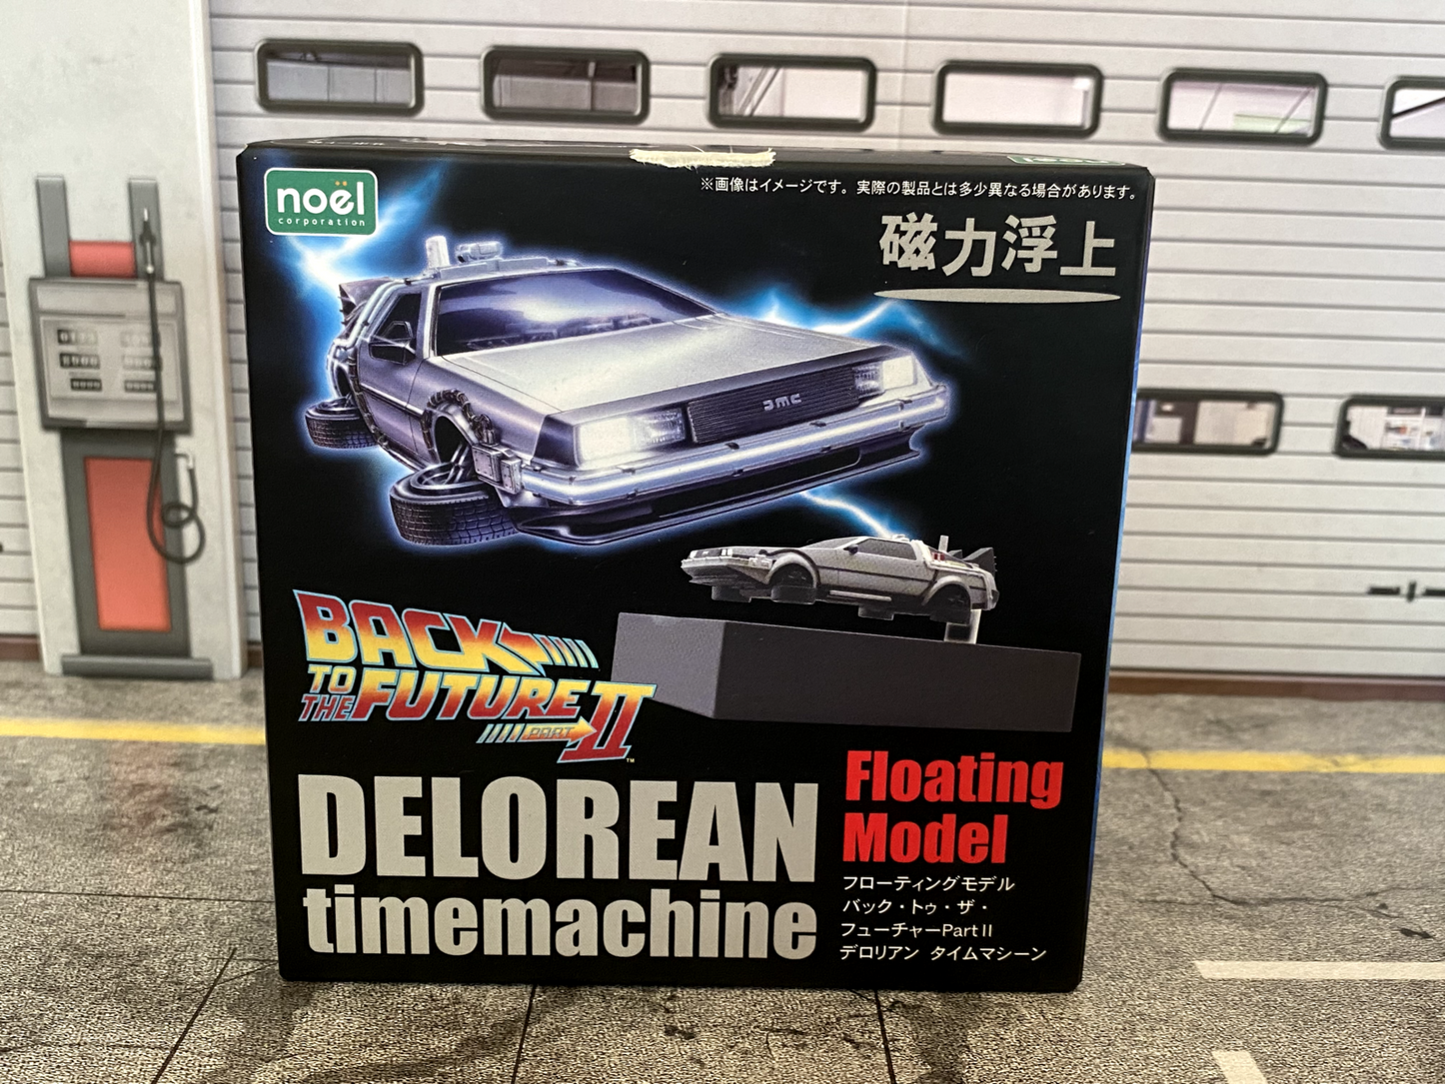 noël
corporation
※画像はイメージです。実際の製品とは多少異なる場合があります。
磁力浮上
DMC
BACK
TO
THE FUTURE
PART II
™
DELOREAN
timemachine
Floating
Model
フローティングモデル
バック・トゥ・ザ・
フューチャーPart II
デロリアン タイムマシーン